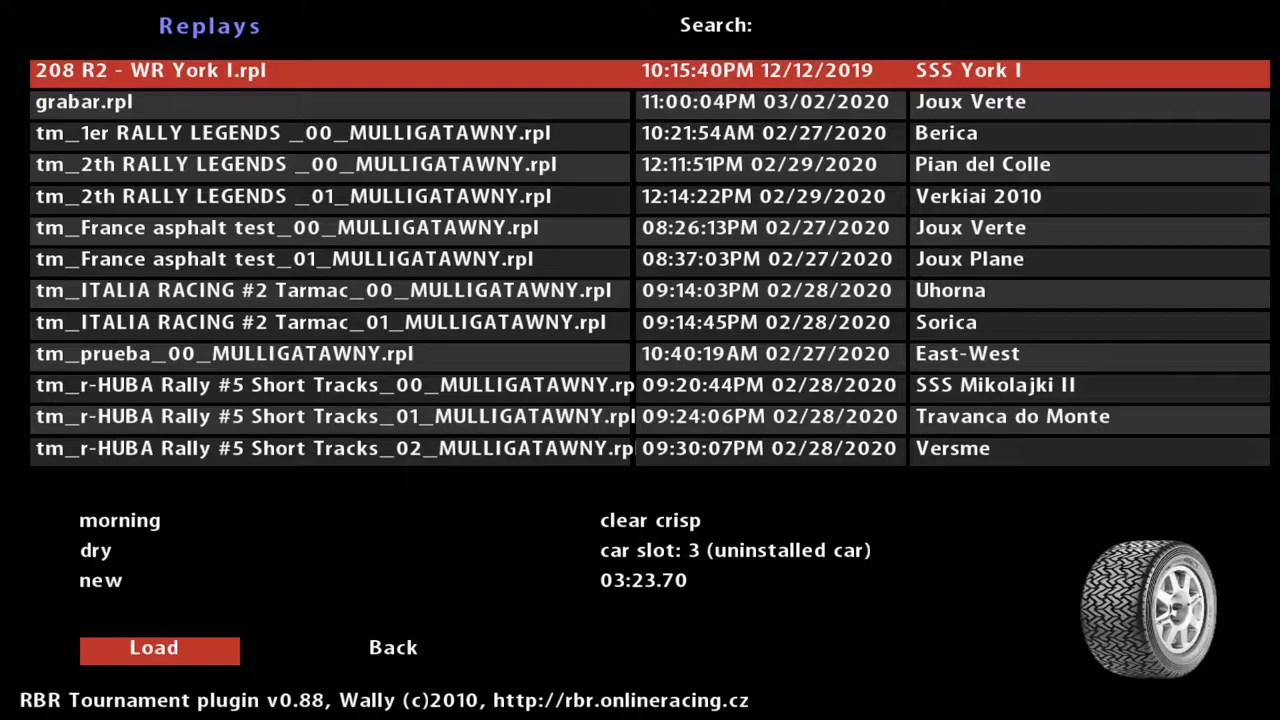 Replays Search:
208 R2 - WR York I.rpl 10:15:40PM 12/12/2019 SSS York I
grabar.rpl 11:00:04PM 03/02/2020 Joux Verte
tm_1er RALLY LEGENDS _00_MULLIGATAWNY.rpl 10:21:54AM 02/27/2020 Berica
tm_2th RALLY LEGENDS _00_MULLIGATAWNY.rpl 12:11:51PM 02/29/2020 Pian del Colle
tm_2th RALLY LEGENDS _01_MULLIGATAWNY.rpl 12:14:22PM 02/29/2020 Verkiai 2010
tm_France asphalt test_00_MULLIGATAWNY.rpl 08:26:13PM 02/27/2020 Joux Verte
tm_France asphalt test_01_MULLIGATAWNY.rpl 08:37:03PM 02/27/2020 Joux Plane
tm_ITALIA RACING #2 Tarmac_00_MULLIGATAWNY.rpl 09:14:03PM 02/28/2020 Uhorna
tm_ITALIA RACING #2 Tarmac_01_MULLIGATAWNY.rpl 09:14:45PM 02/28/2020 Sorica
tm_prueba_00_MULLIGATAWNY.rpl 10:40:19AM 02/27/2020 East-West
tm_r-HUBA Rally #5 Short Tracks_00_MULLIGATAWNY.rp 09:20:44PM 02/28/2020 SSS Mikolajki II
tm_r-HUBA Rally #5 Short Tracks_01_MULLIGATAWNY.rpl 09:24:06PM 02/28/2020 Travanca do Monte
tm_r-HUBA Rally #5 Short Tracks_02_MULLIGATAWNY.rp 09:30:07PM 02/28/2020 Versme
morning clear crisp
dry car slot: 3 (uninstalled car)
new 03:23.70
Load Back
RBR Tournament plugin v0.88, Wally (c)2010, http://rbr.onlineracing.cz